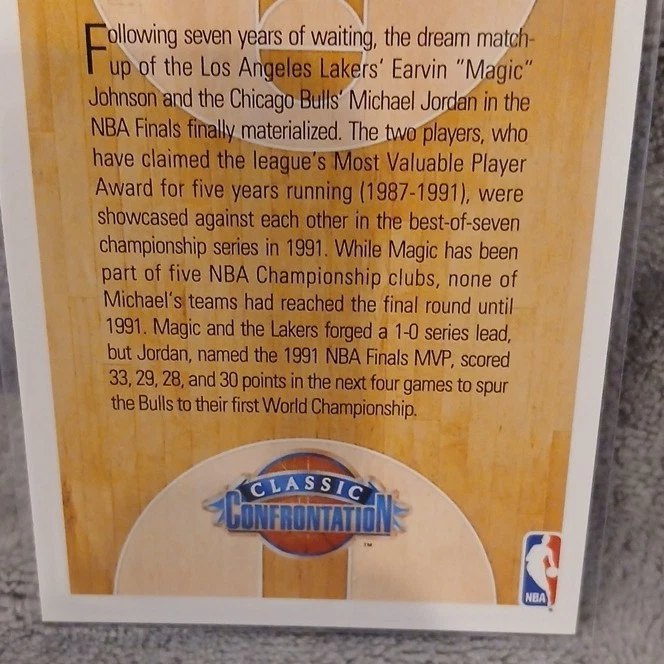 Following seven years of waiting, the dream match-
up of the Los Angeles Lakers' Earvin "Magic"
Johnson and the Chicago Bulls' Michael Jordan in the
NBA Finals finally materialized. The two players, who
have claimed the league's Most Valuable Player
Award for five years running (1987-1991), were
showcased against each other in the best-of-seven
championship series in 1991. While Magic has been
part of five NBA Championship clubs, none of
Michael's teams had reached the final round until
1991. Magic and the Lakers forged a 1-0 series lead,
but Jordan, named the 1991 NBA Finals MVP, scored
33, 29, 28, and 30 points in the next four games to spur
the Bulls to their first World Championship.
CLASSIC
CONFRONTATION
TM
NBA